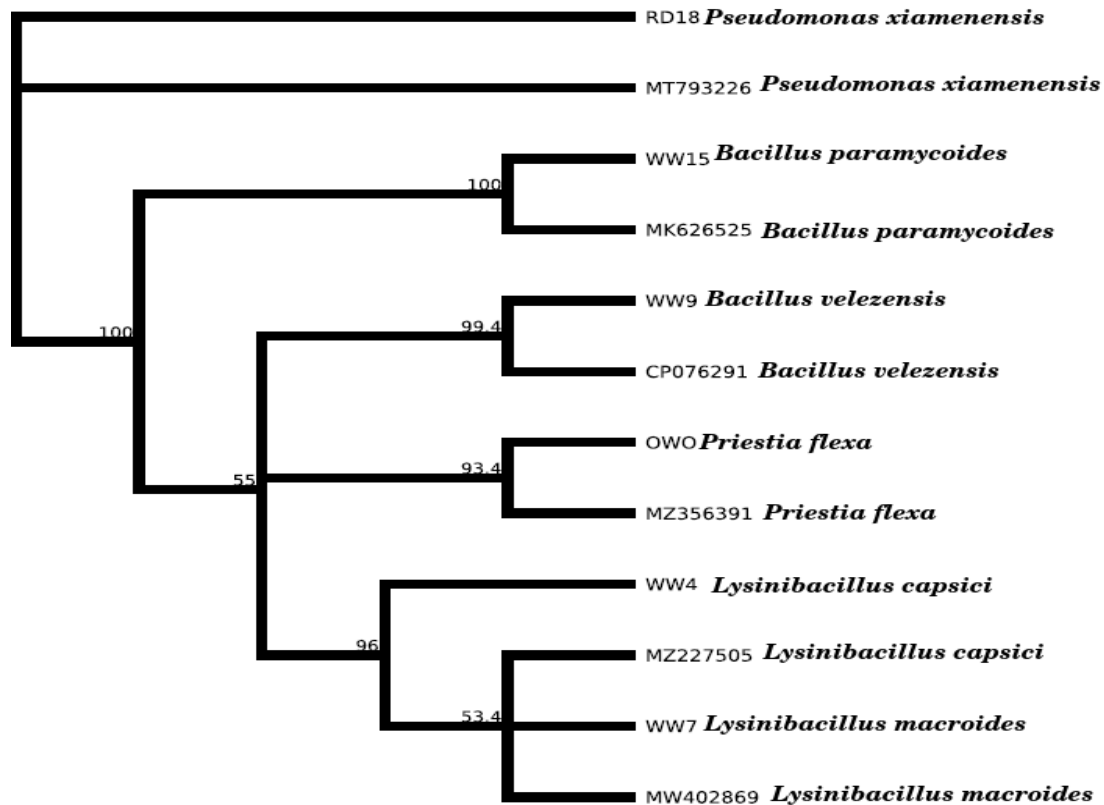 RD18 Pseudomonas xiamenensis
MT793226 Pseudomonas xiamenensis
WW15 Bacillus paramycoides
100
MK626525 Bacillus paramycoides
WW9 Bacillus velezensis
99.4
100
CP076291 Bacillus velezensis
OWO Priestia flexa
93.4
55
MZ356391 Priestia flexa
WW4 Lysinibacillus capsici
96
MZ227505 Lysinibacillus capsici
53.4
WW7 Lysinibacillus macroides
MW402869 Lysinibacillus macroides